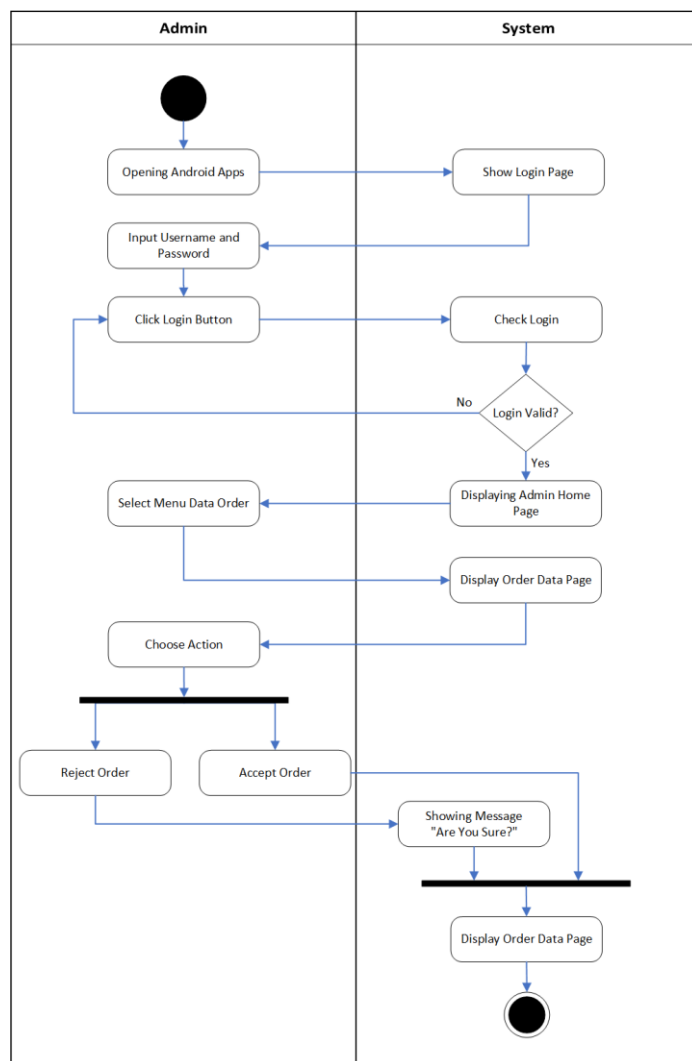 Admin
System
Opening Android Apps
Show Login Page
Input Username and
Password
Click Login Button
Check Login
No
Login Valid?
Yes
Select Menu Data Order
Displaying Admin Home
Page
Display Order Data Page
Choose Action
Reject Order
Accept Order
Showing Message
"Are You Sure?"
Display Order Data Page